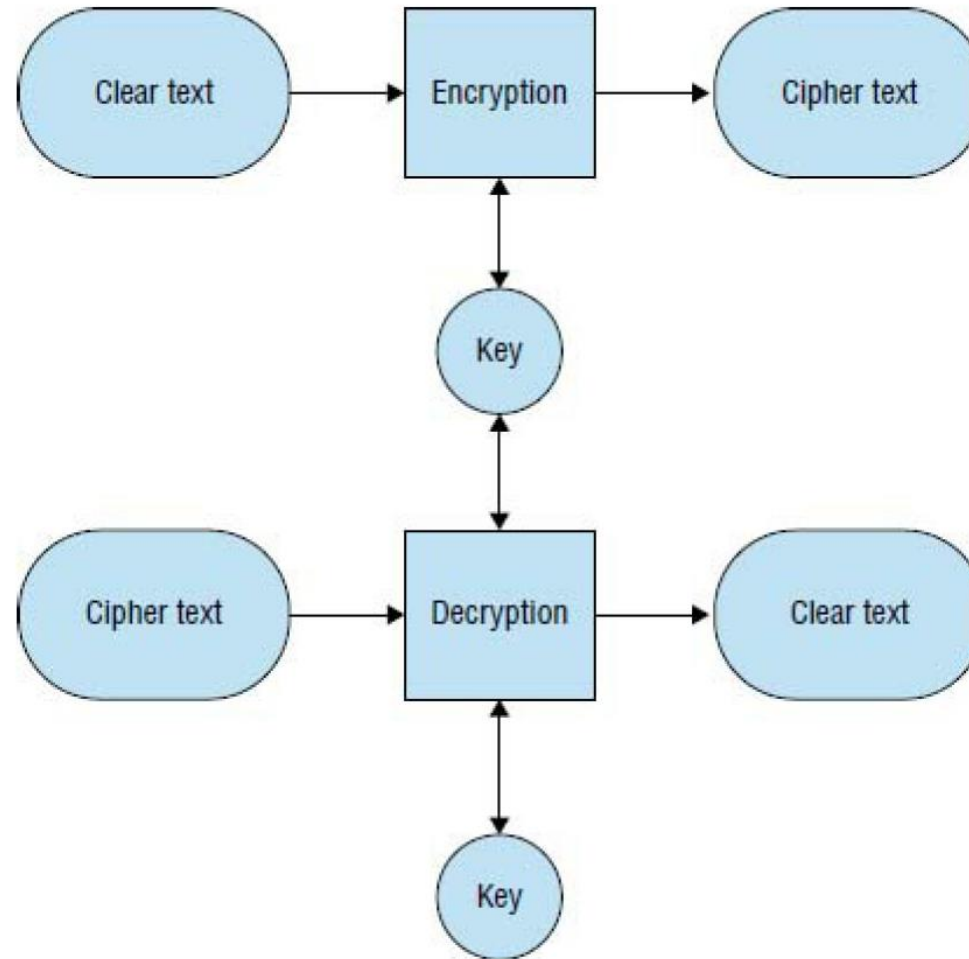 Clear text
Encryption
Cipher text
Key
Cipher text
Decryption
Clear text
Key